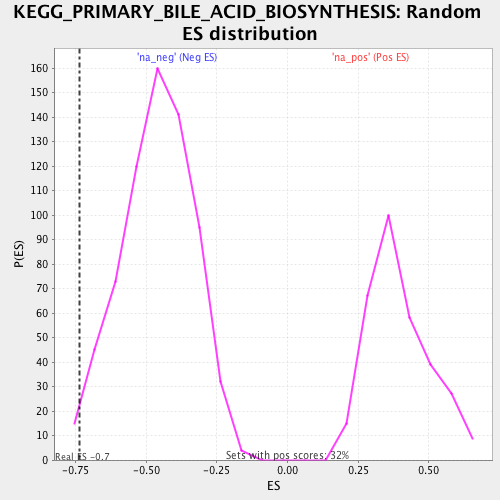 KEGG_PRIMARY_BILE_ACID_BIOSYNTHESIS: Random
ES distribution
'na_neg' (Neg ES)
'na_pos' (Pos ES)
160
150
140
130
120
110
100
90
80
70
60
50
40
30
20
10
0
P(ES)
Real ES -0.7
Sets with pos scores: 32%
-0.75
-0.50
-0.25
0.00
0.25
0.50
ES